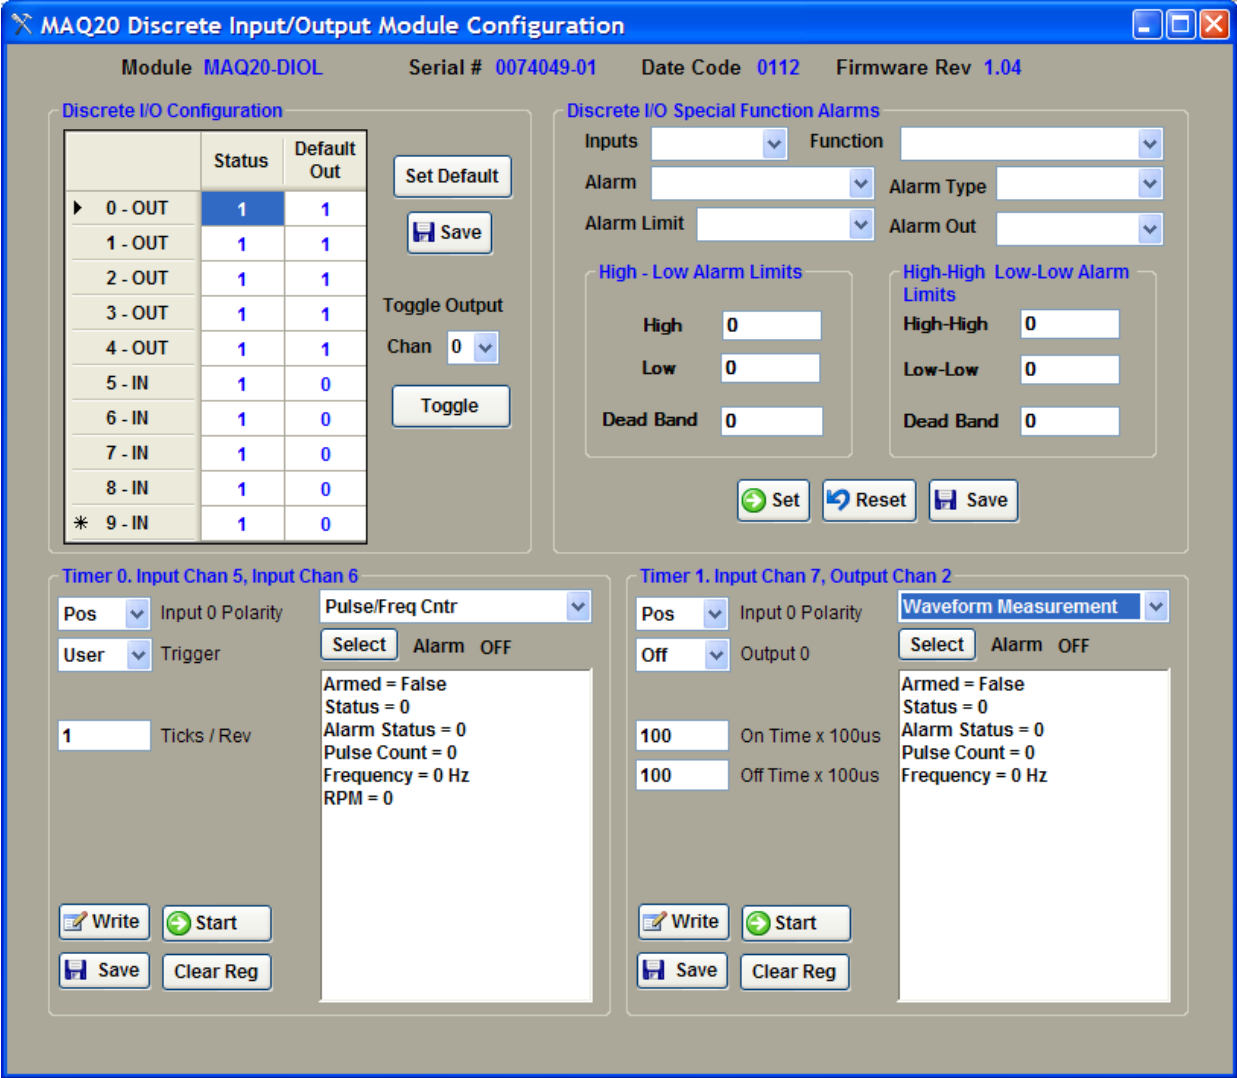 MAQ20 Discrete Input/Output Module Configuration
Module MAQ20-DIOL Serial # 0074049-01 Date Code 0112 Firmware Rev 1.04
Discrete I/O Configuration
Status Default Out
0 - OUT 1 1
1 - OUT 1 1
2 - OUT 1 1
3 - OUT 1 1
4 - OUT 1 1
5 - IN 1 0
6 - IN 1 0
7 - IN 1 0
8 - IN 1 0
9 - IN 1 0
Set Default
Save
Toggle Output
Chan 0
Toggle
Discrete I/O Special Function Alarms
Inputs Function
Alarm Alarm Type
Alarm Limit Alarm Out
High - Low Alarm Limits
High 0
Low 0
Dead Band 0
High-High Low-Low Alarm
Limits
High-High 0
Low-Low 0
Dead Band 0
Set Reset Save
Timer 0. Input Chan 5, Input Chan 6
Pos Input 0 Polarity Pulse/Freq Cntr
User Trigger Select Alarm OFF
1 Ticks / Rev
Armed = False
Status = 0
Alarm Status = 0
Pulse Count = 0
Frequency = 0 Hz
RPM = 0
Write Start
Save Clear Reg
Timer 1. Input Chan 7, Output Chan 2
Pos Input 0 Polarity Waveform Measurement
Off Output 0 Select Alarm OFF
100 On Time x 100us
100 Off Time x 100us
Armed = False
Status = 0
Alarm Status = 0
Pulse Count = 0
Frequency = 0 Hz
Write Start
Save Clear Reg